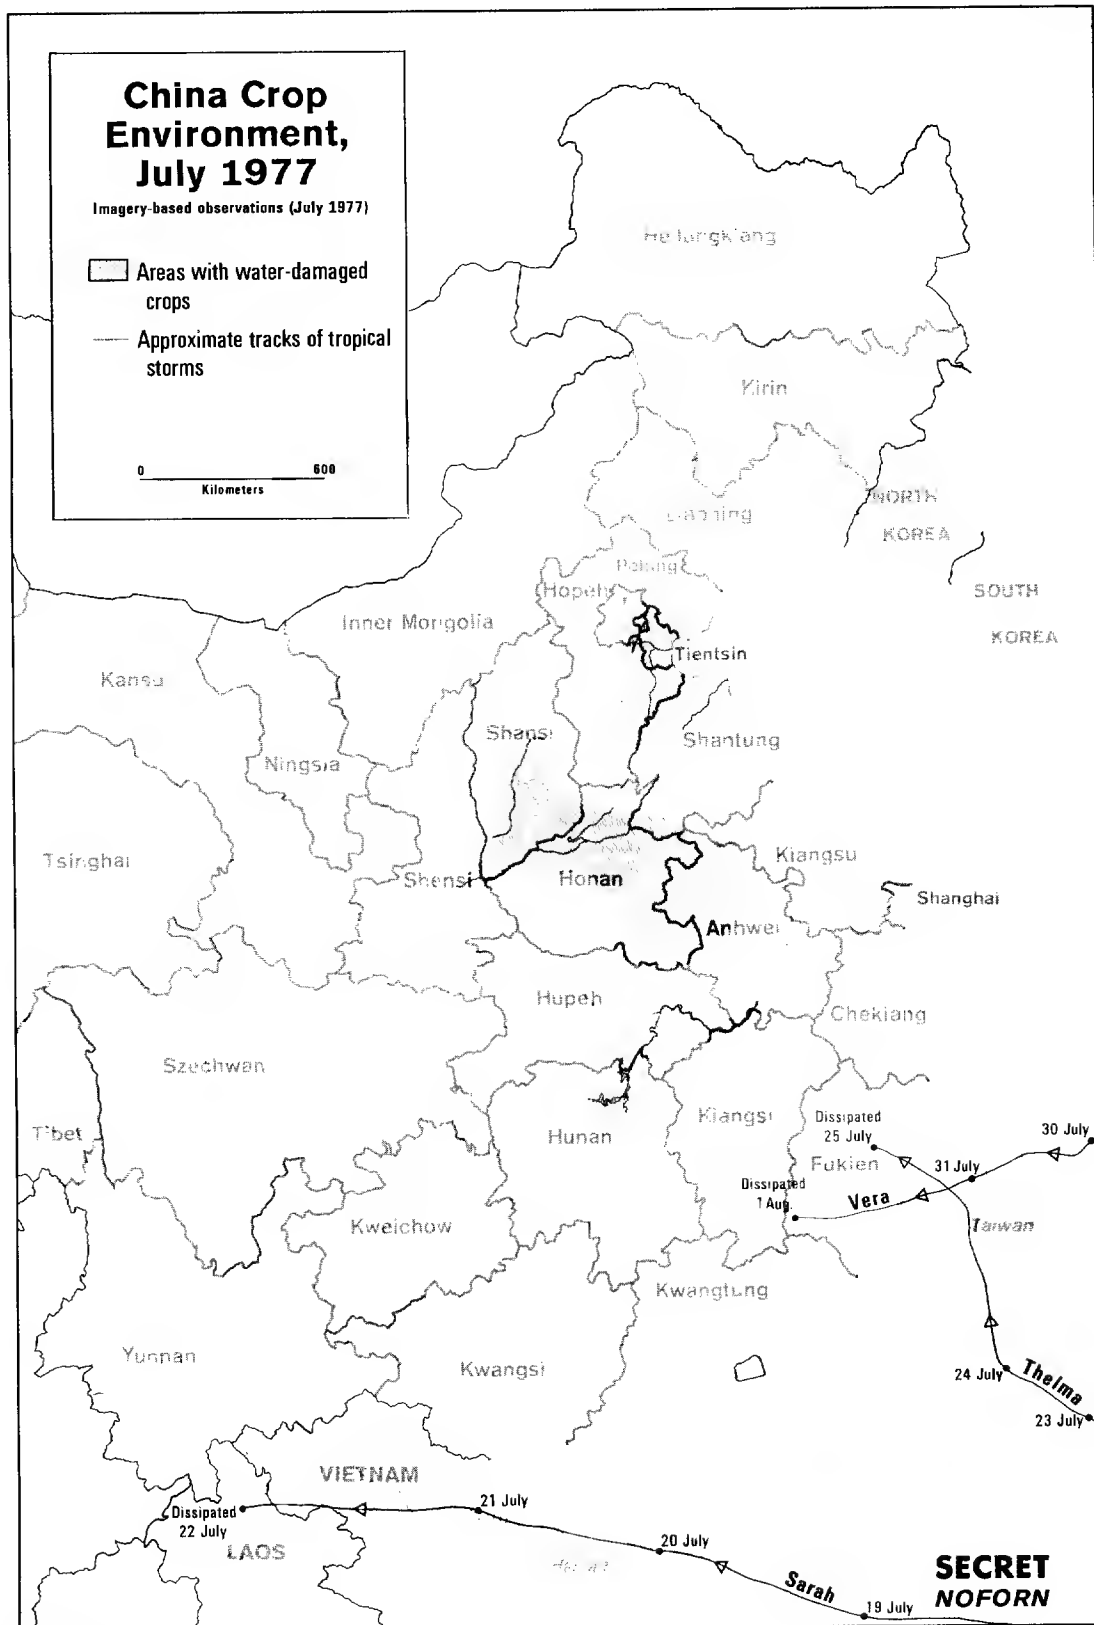 China Crop
Environment,
July 1977
Imagery-based observations (July 1977)
Areas with water-damaged
crops
Approximate tracks of tropical
storms
0 600
Kilometers
Heilungkiang
Kirin
Liaoning
NORTH
KOREA
Peking
Hopeh
SOUTH
KOREA
Inner Mongolia
Tientsin
Kansu
Shansi
Shantung
Ningsia
Tsinghai
Kiangsu
Shensi
Honan
Shanghai
Anhwei
Hupeh
Chekiang
Szechwan
Tibet
Hunan
Kiangsi
Dissipated
25 July
30 July
Fukien
31 July
Dissipated
1 Aug.
Vera
Kweichow
Taiwan
Kwangtung
Yunnan
Kwangsi
24 July
Thelma
23 July
VIETNAM
21 July
Dissipated
22 July
20 July
LAOS
Sarah
19 July
SECRET
NOFORN